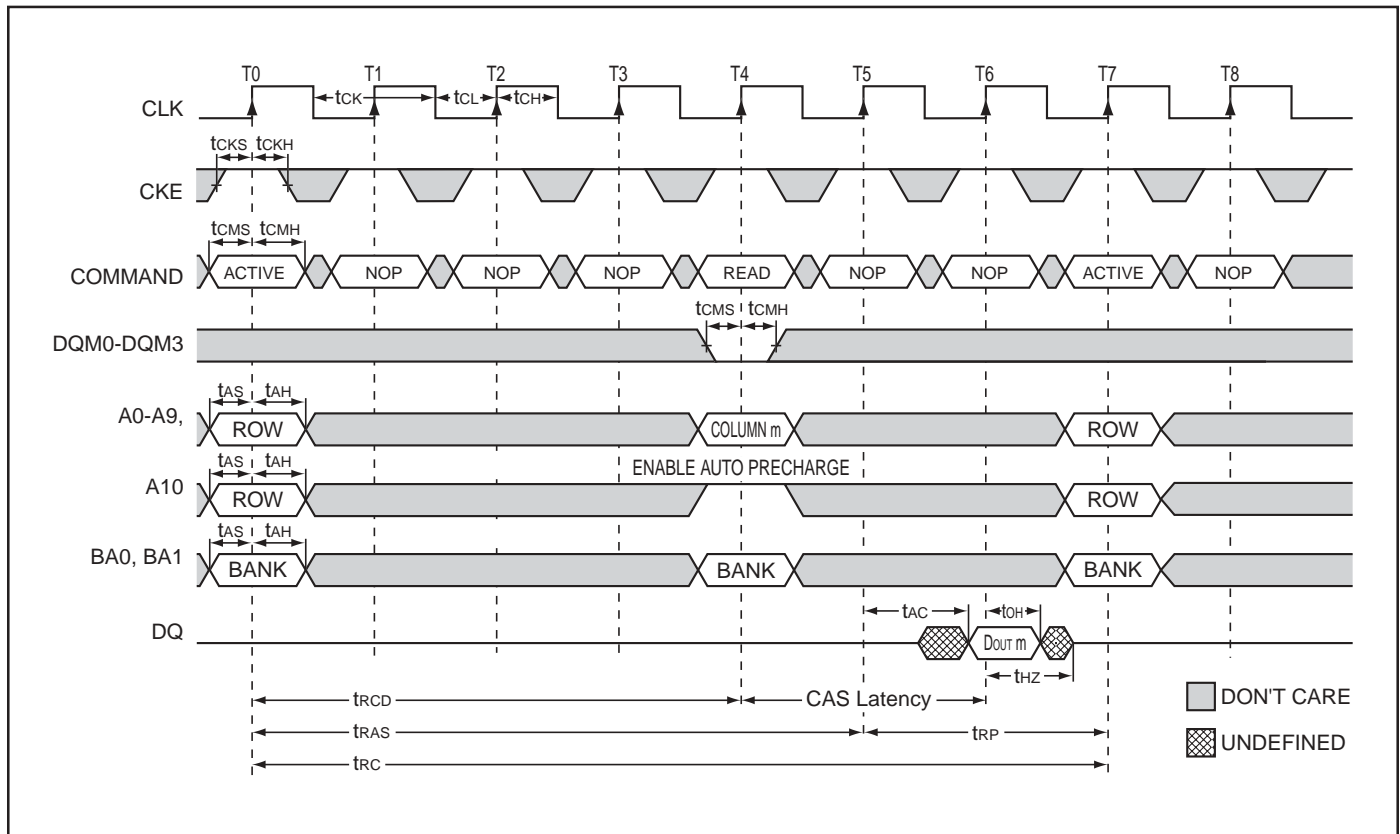 T0 T1 T2 T3 T4 T5 T6 T7 T8
CLK tCK tCL tCH
tCKS tCKH
CKE
tCMS tCMH
COMMAND ACTIVE NOP NOP NOP READ NOP NOP ACTIVE NOP
tCMS tCMH
DQM0-DQM3
tAS tAH
A0-A9, ROW COLUMN m ROW
tAS tAH ENABLE AUTO PRECHARGE
A10 ROW ROW
tAS tAH
BA0, BA1 BANK BANK BANK
tAC tOH
DQ DOUT m
tHZ
tRCD CAS Latency
DON'T CARE
tRAS tRP
UNDEFINED
tRC